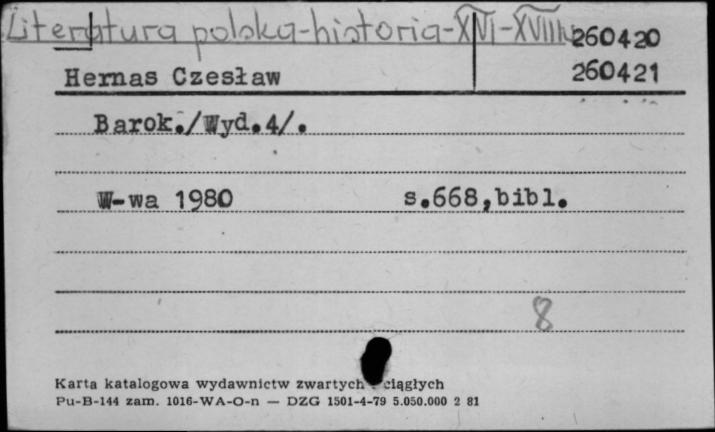 Literatura polska-historia-XVI-XVIIIw
260420
Hernas Czesław 260421
Barok./Wyd.4/.
W-wa 1980 s.668,bibl.
8
Karta katalogowa wydawnictw zwartych ciągłych
Pu-B-144 zam. 1016-WA-O-n — DZG 1501-4-79 5.050.000 2 81